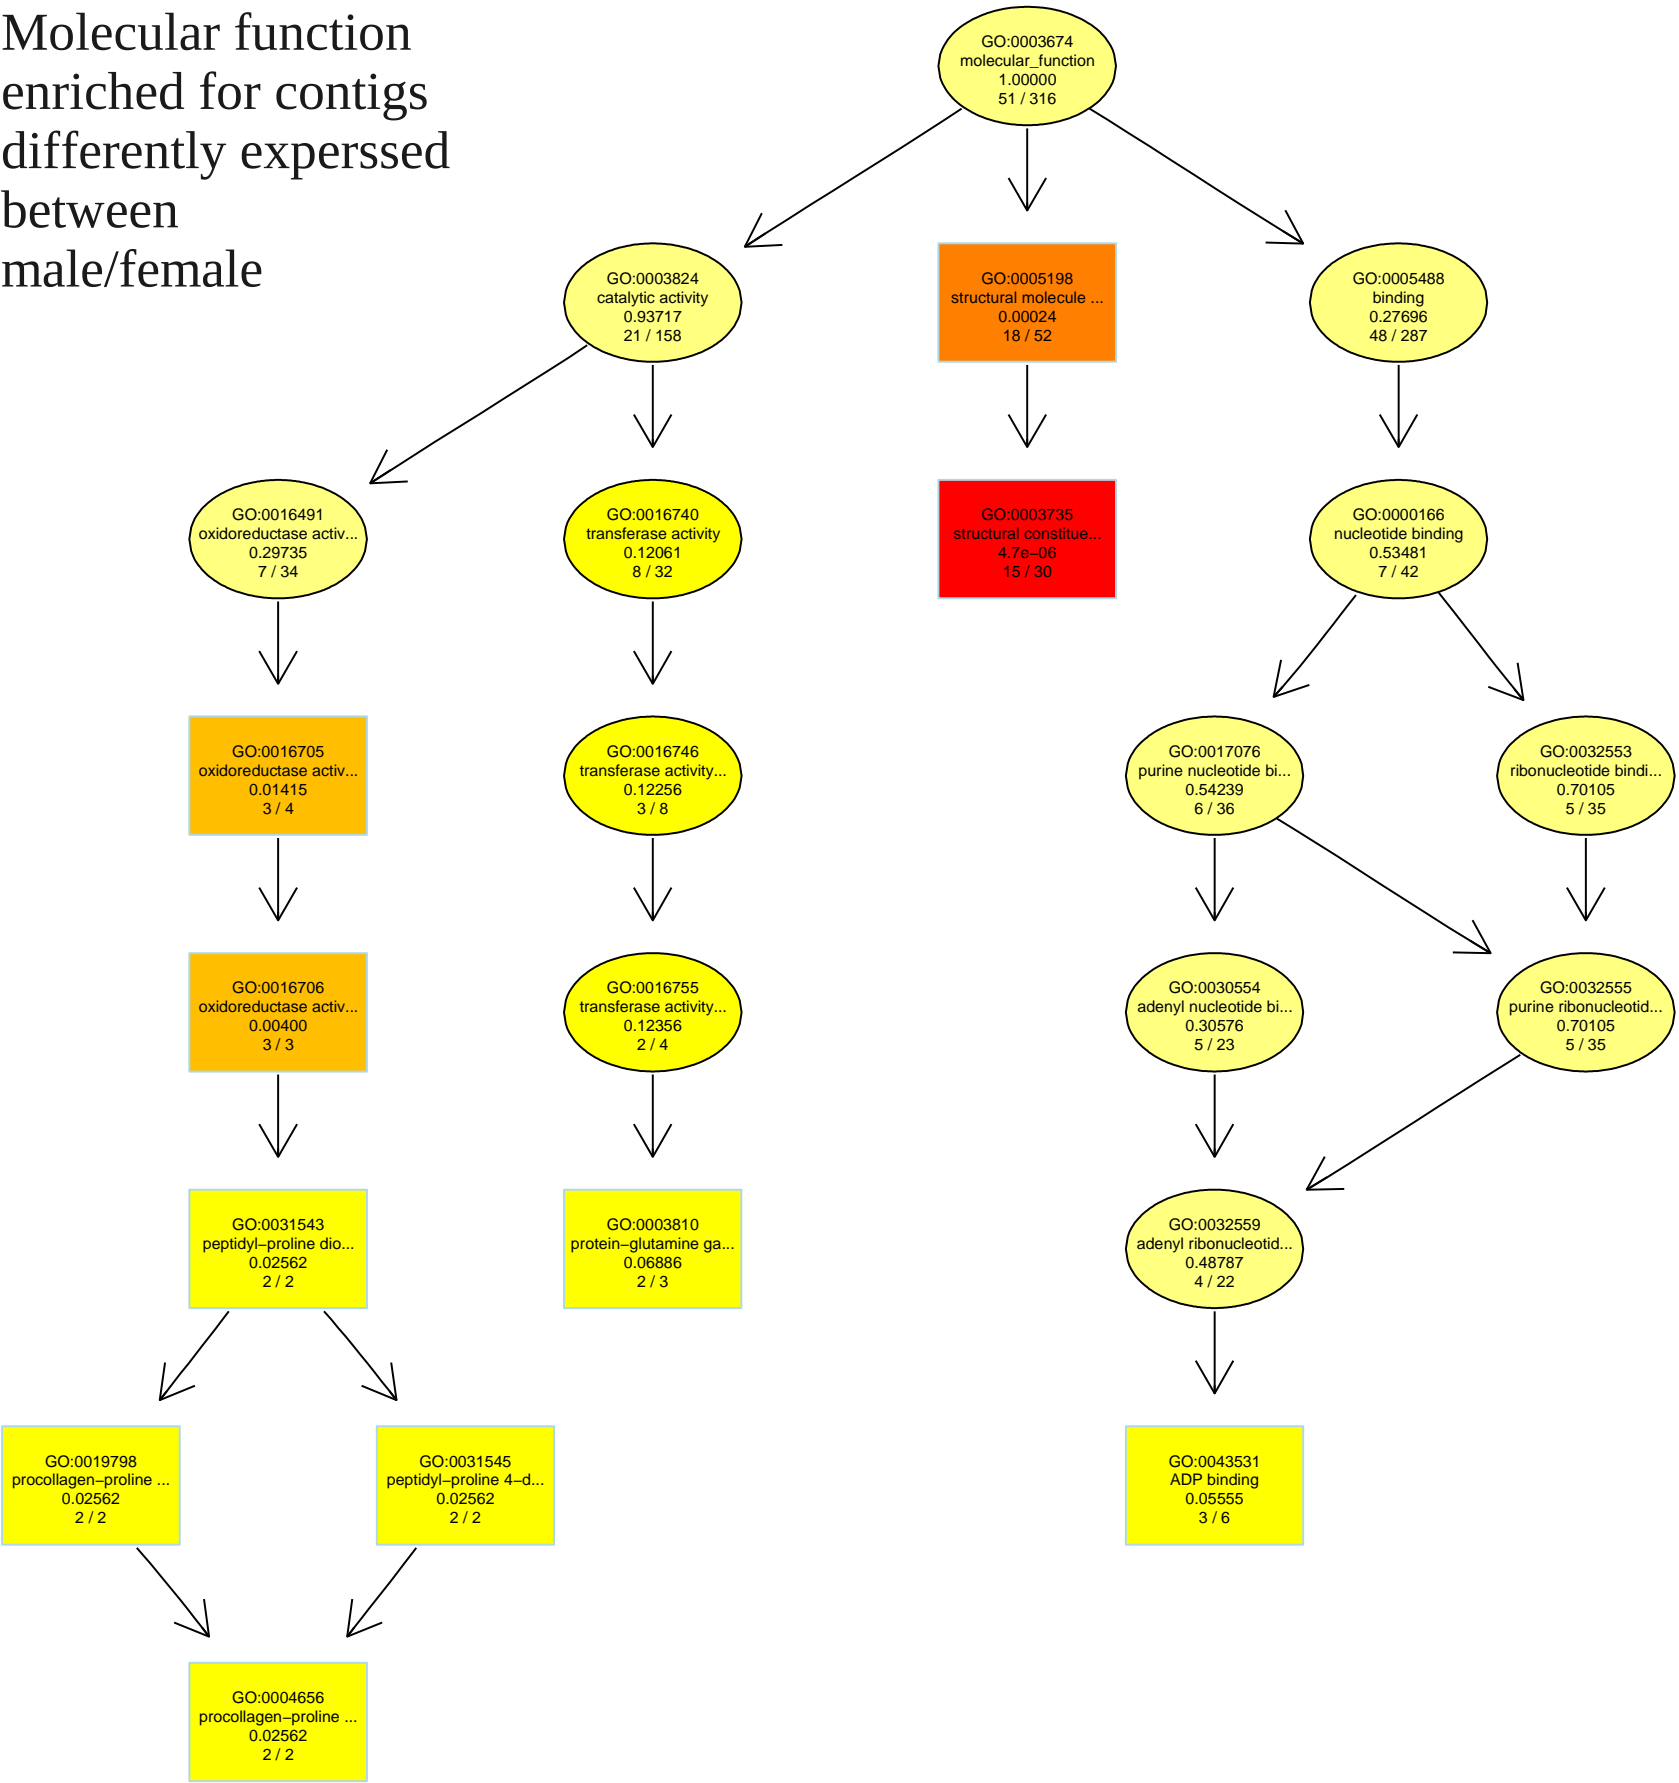 Molecular function
enriched for contigs
differently experssed
between
male/female
GO:0003674
molecular_function
1.00000
51 / 316
GO:0003824
catalytic activity
0.93717
21 / 158
GO:0005198
structural molecule ...
0.00024
18 / 52
GO:0005488
binding
0.27696
48 / 287
GO:0016491
oxidoreductase activ...
0.29735
7 / 34
GO:0016740
transferase activity
0.12061
8 / 32
GO:0003735
structural constitue...
4.7e−06
15 / 30
GO:0000166
nucleotide binding
0.53481
7 / 42
GO:0016705
oxidoreductase activ...
0.01415
3 / 4
GO:0016746
transferase activity...
0.12256
3 / 8
GO:0017076
purine nucleotide bi...
0.54239
6 / 36
GO:0032553
ribonucleotide bindi...
0.70105
5 / 35
GO:0016706
oxidoreductase activ...
0.00400
3 / 3
GO:0016755
transferase activity...
0.12356
2 / 4
GO:0030554
adenyl nucleotide bi...
0.30576
5 / 23
GO:0032555
purine ribonucleotid...
0.70105
5 / 35
GO:0031543
peptidyl−proline dio...
0.02562
2 / 2
GO:0003810
protein−glutamine ga...
0.06886
2 / 3
GO:0032559
adenyl ribonucleotid...
0.48787
4 / 22
GO:0019798
procollagen−proline ...
0.02562
2 / 2
GO:0031545
peptidyl−proline 4−d...
0.02562
2 / 2
GO:0043531
ADP binding
0.05555
3 / 6
GO:0004656
procollagen−proline ...
0.02562
2 / 2